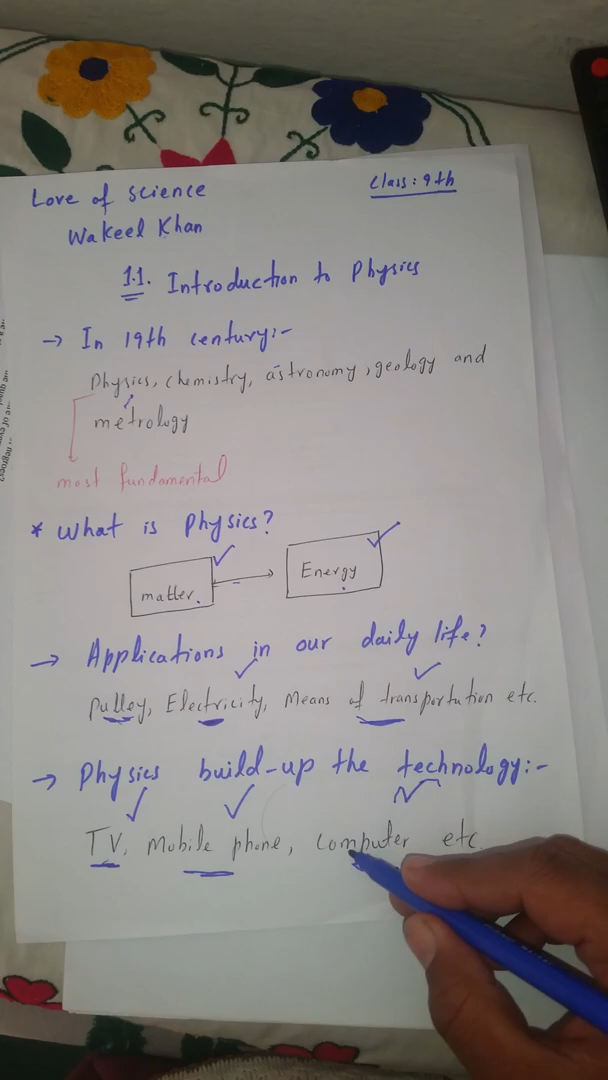 Love of Science
Class: 9th
Wakeel Khan
1.1. Introduction to Physics
→ In 19th century:-
Physics, chemistry, astronomy, geology and
metrology
most fundamental
* What is Physics?
matter.
Energy
→ Applications in our daily life?
Pulley, Electricity, Means of transportation etc.
→ Physics build-up the technology:-
TV, Mobile phone, computer etc.